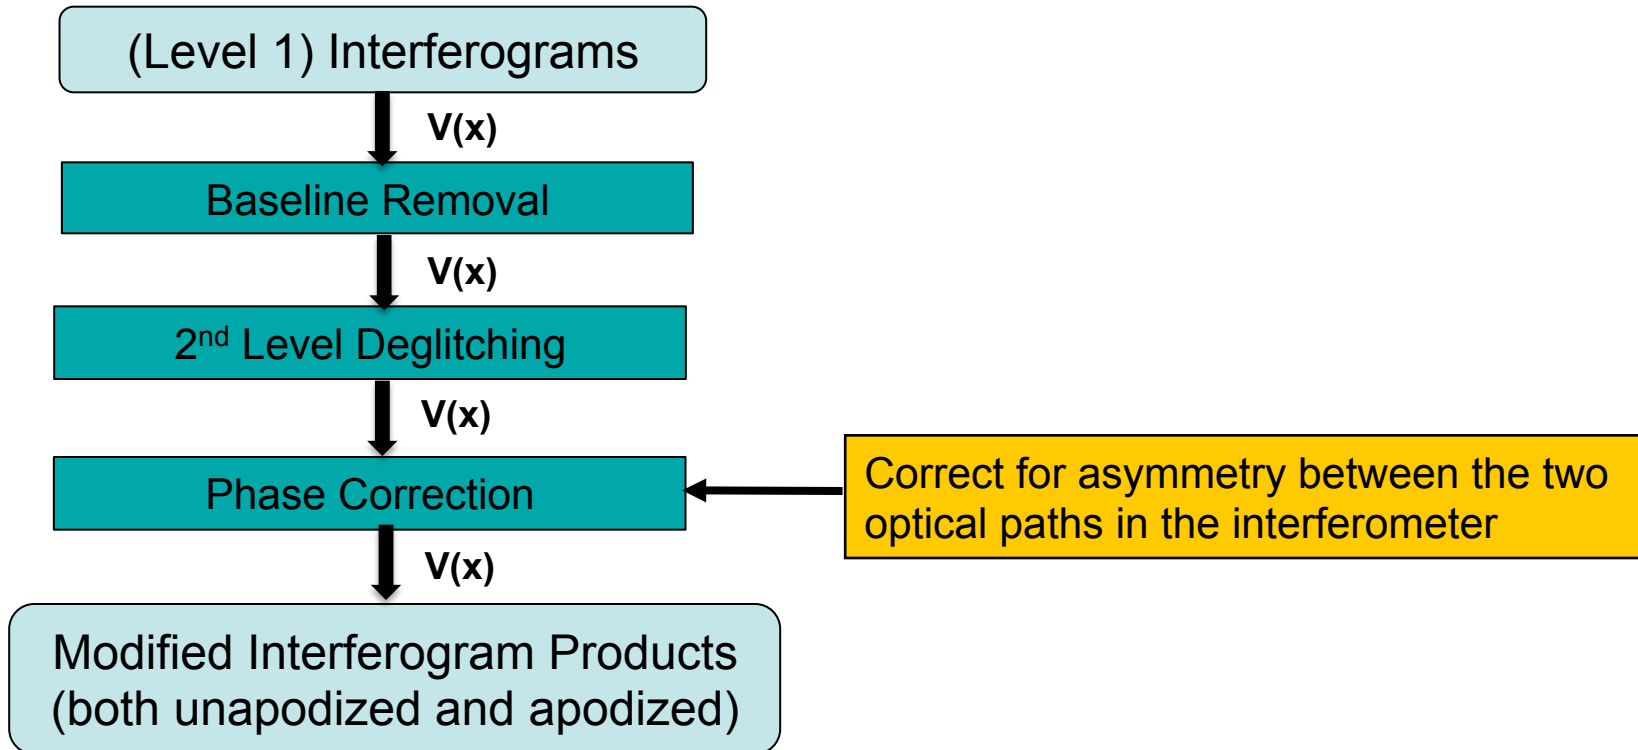 (Level 1) Interferograms
V(x)
Baseline Removal
V(x)
2nd Level Deglitching
V(x)
Phase Correction
Correct for asymmetry between the two
optical paths in the interferometer
V(x)
Modified Interferogram Products
(both unapodized and apodized)